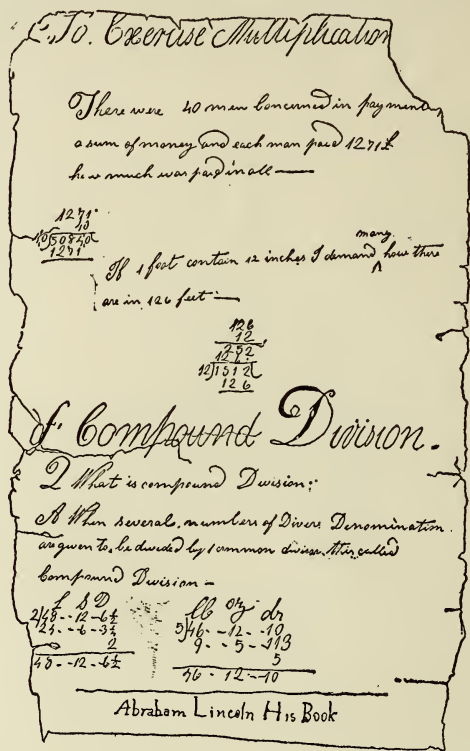 To Exercise Multiplication
There were 40 men Concerned in payment
a sum of money and each man paid 1271£
how much was paid in all —
1271
40
40)50840(
1271
many
If 1 foot contain 12 inches I demand how there
^
are in 126 feet —
126
12
252
126
12)1512(
126
of Compound Division.
Q What is compound Division;
A When several numbers of Divers Denomination
are given to be divided by common divisor this called
Compound Division —
£ S D
2)48--12-6½
24--6-3¼
2
48--12-6½
lb oz dr
5)46--12--10
9--5--
5
46-12--10
Abraham Lincoln His Book